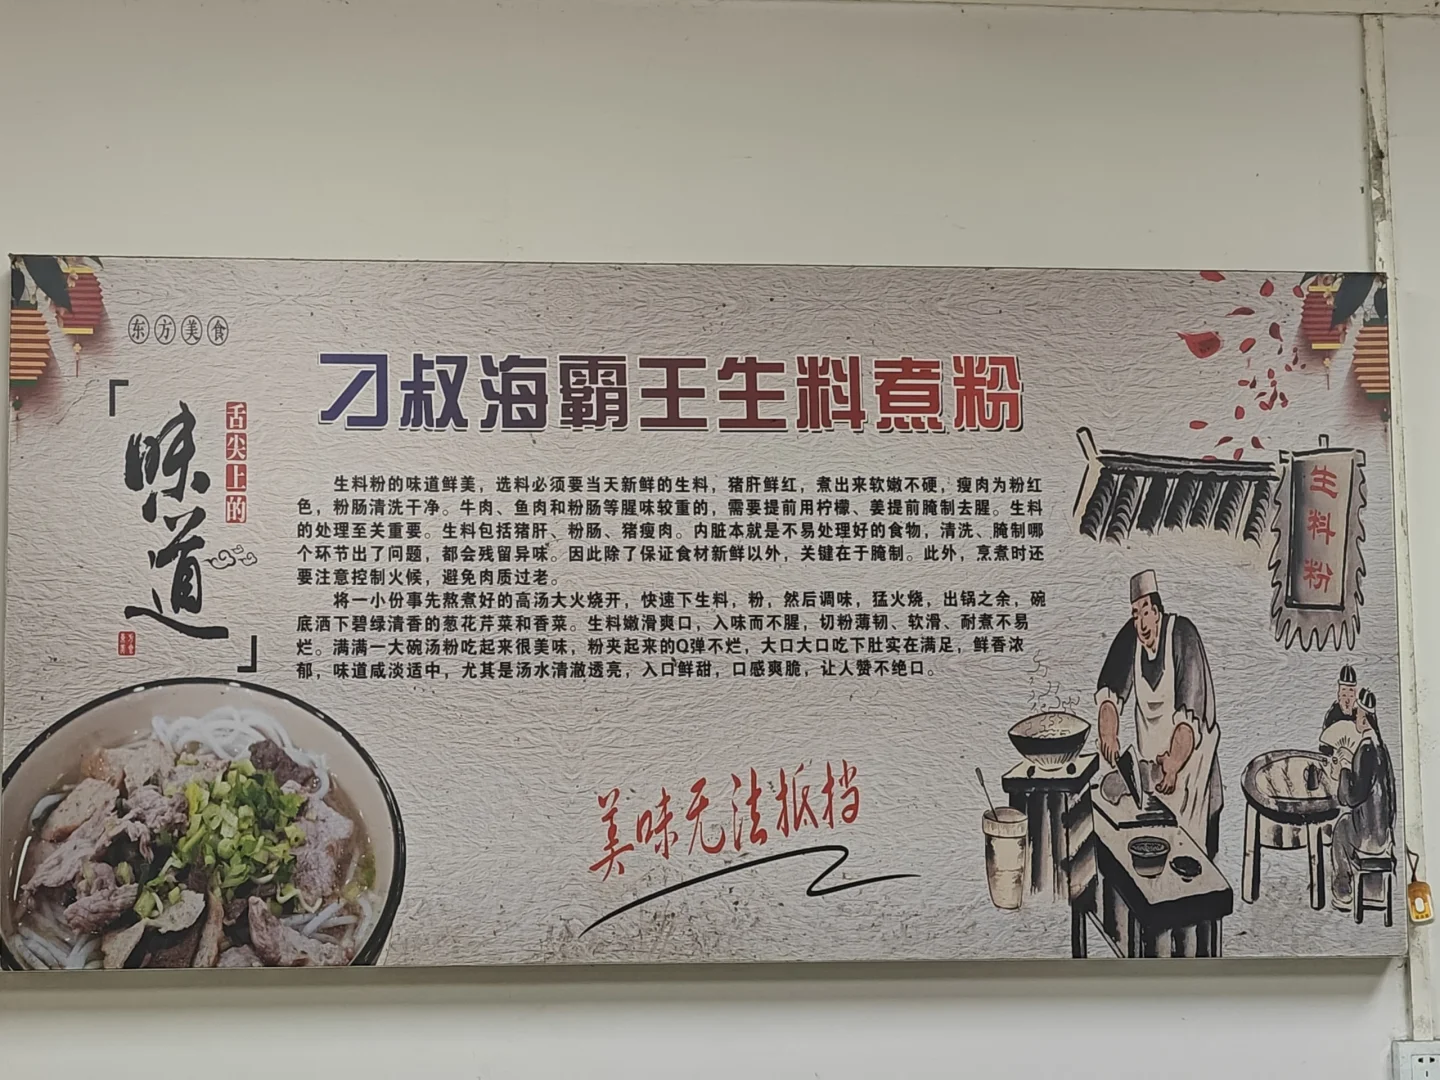 东方美食
舌尖上的
味道
刁叔海霸王生料煮粉
生料粉的味道鲜美，选料必须要当天新鲜的生料，猪肝鲜红，煮出来软嫩不硬，瘦肉为粉红
色，粉肠清洗干净。牛肉、鱼肉和粉肠等腥味较重的，需要提前用柠檬、姜提前腌制去腥。生料
的处理至关重要。生料包括猪肝、粉肠、猪瘦肉。内脏本就是不易处理好的食物，清洗、腌制哪
个环节出了问题，都会残留异味。因此除了保证食材新鲜以外，关键在于腌制。此外，烹煮时还
要注意控制火候，避免肉质过老。
将一小份事先熬煮好的高汤大火烧开，快速下生料，粉，然后调味，猛火烧，出锅之余，碗
底洒下碧绿清香的葱花芹菜和香菜。生料嫩滑爽口，入味而不腥，切粉薄韧、软滑、耐煮不易
烂。满满一大碗汤粉吃起来很美味，粉夹起来的Q弹不烂，大口大口吃下肚实在满足，鲜香浓
郁，味道咸淡适中，尤其是汤水清澈透亮，入口鲜甜，口感爽脆，让人赞不绝口。
美味无法抵挡
生料粉